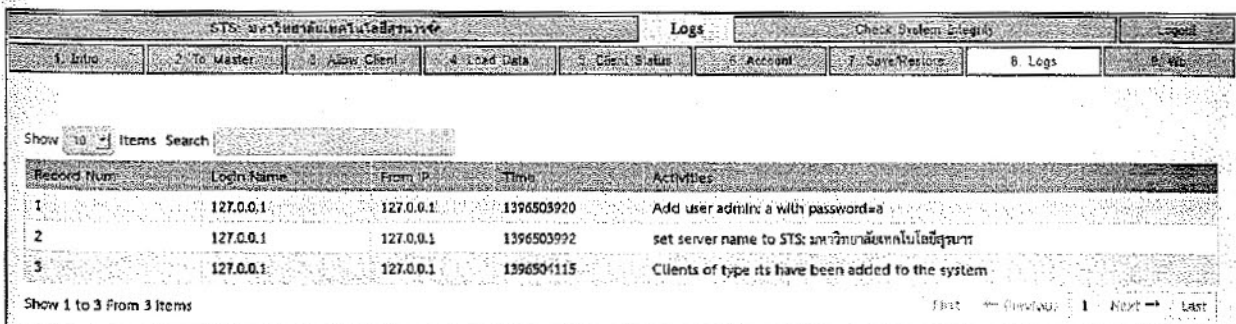 STS: มหาวิทยาลัยเทคโนโลยีสุรนารี Logs Check System Integrity Logout
1. Intro 2. To Master 3. Allow Client 4. Load Data 5. Client Status 6. Account 7. Save/Restore 8. Logs
Show 10 Items Search
Record Num Login Name From IP Time Activities
1 127.0.0.1 127.0.0.1 1396503920 Add user admin: a with password=a
2 127.0.0.1 127.0.0.1 1396503992 set server name to STS: มหาวิทยาลัยเทคโนโลยีสุรนาร
3 127.0.0.1 127.0.0.1 1396504115 Clients of type rts have been added to the system
Show 1 to 3 From 3 Items First ← Previous 1 Next → Last